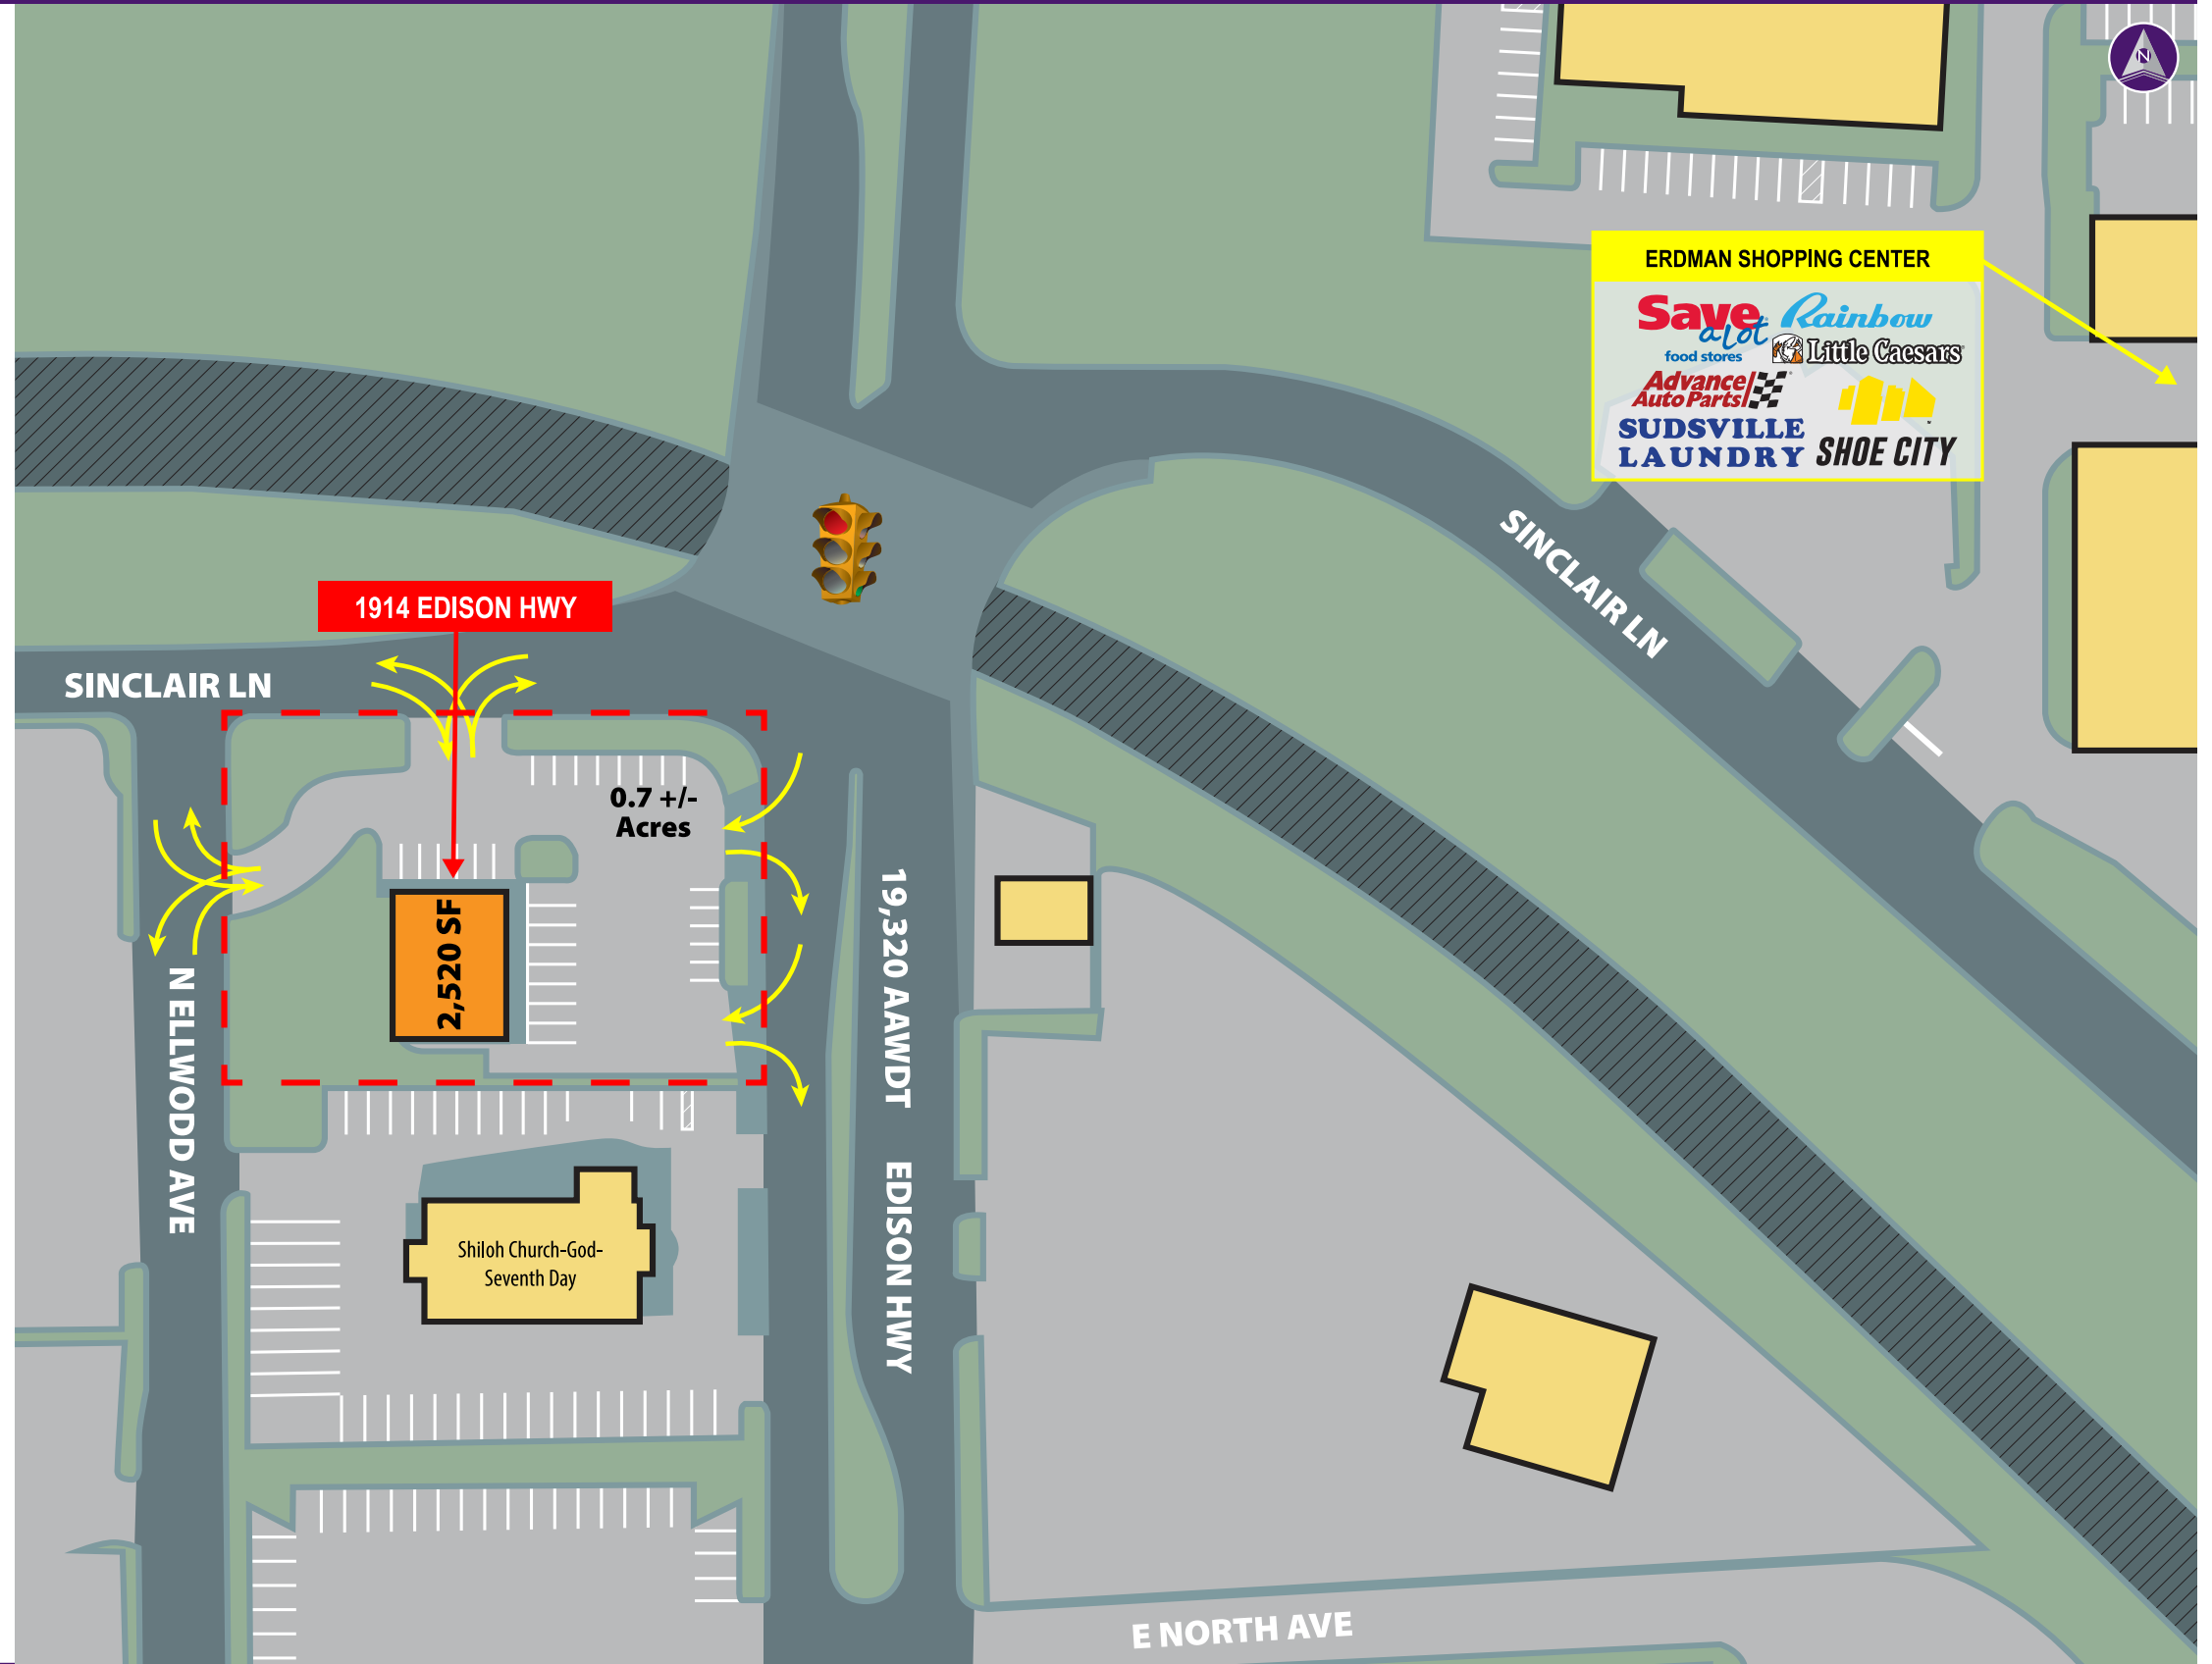 N
ERDMAN SHOPPING CENTER
Save
a Lot
food stores
Rainbow
Little Caesars
Advance
Auto Parts
SUDSVILLE
LAUNDRY
SHOE CITY
SINCLAIR LN
1914 EDISON HWY
SINCLAIR LN
0.7 +/-
Acres
2,520 SF
19,320 AAWDT
EDISON HWY
N ELLWODD AVE
Shiloh Church-God-
Seventh Day
E NORTH AVE